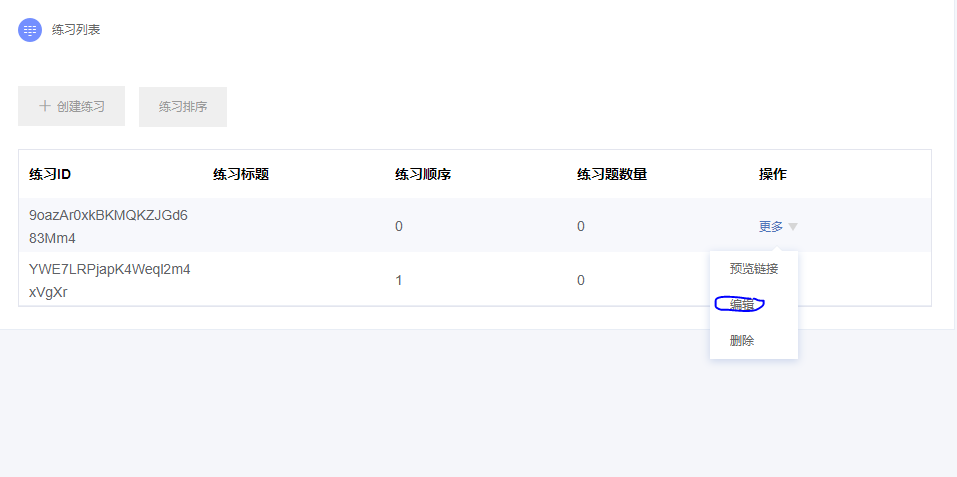 练习列表
创建练习 练习排序
练习ID 练习标题 练习顺序 练习题数量 操作
9oazAr0xkBKMQKZJGd6
83Mm4
0 0 更多
YWE7LRPjapK4WeqI2m4
xVgXr
1 0
预览链接
编辑
删除